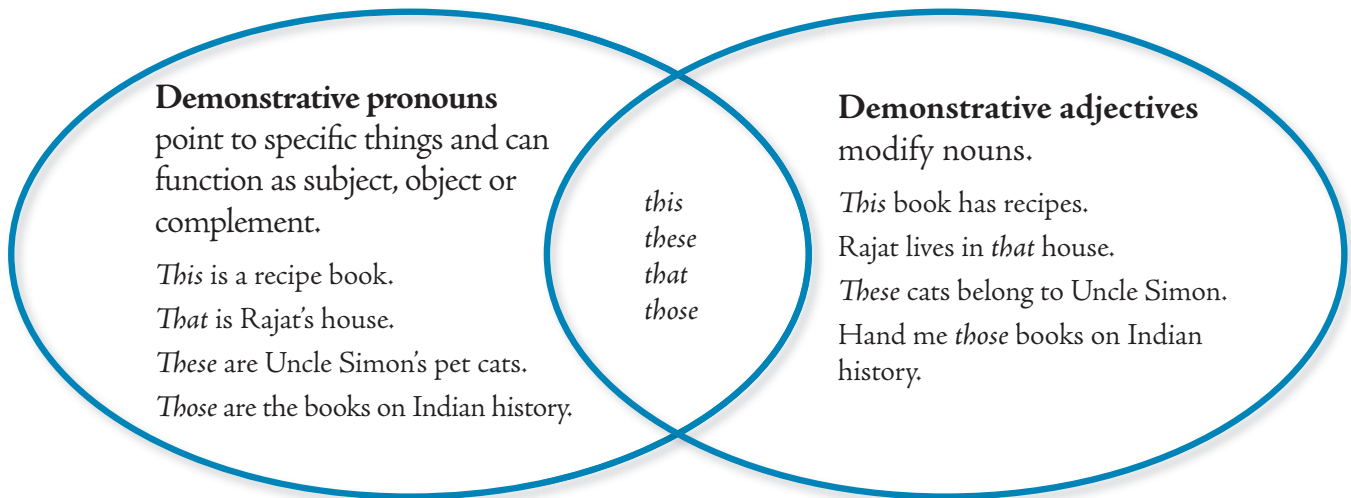 Demonstrative pronouns
point to specific things and can
function as subject, object or
complement.
This is a recipe book.
That is Rajat's house.
These are Uncle Simon's pet cats.
Those are the books on Indian history.
this
these
that
those
Demonstrative adjectives
modify nouns.
This book has recipes.
Rajat lives in that house.
These cats belong to Uncle Simon.
Hand me those books on Indian
history.